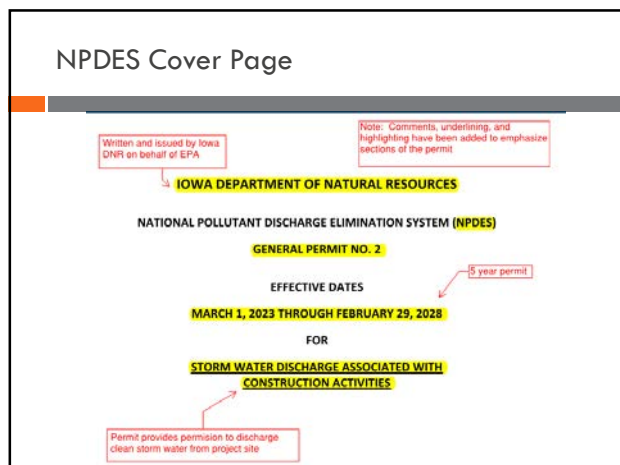 NPDES Cover Page
Written and issued by Iowa
DNR on behalf of EPA
Note: Comments, underlining, and
highlighting have been added to emphasize
sections of the permit
IOWA DEPARTMENT OF NATURAL RESOURCES
NATIONAL POLLUTANT DISCHARGE ELIMINATION SYSTEM (NPDES)
GENERAL PERMIT NO. 2
5 year permit
EFFECTIVE DATES
MARCH 1, 2023 THROUGH FEBRUARY 29, 2028
FOR
STORM WATER DISCHARGE ASSOCIATED WITH
CONSTRUCTION ACTIVITIES
Permit provides permision to discharge
clean storm water from project site